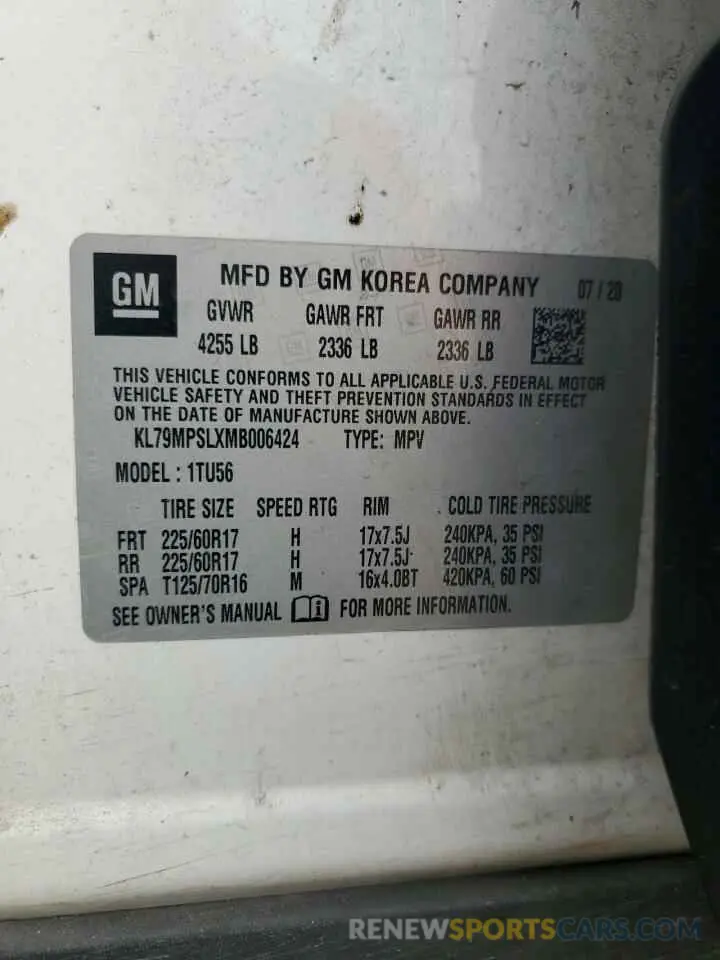 GM MFD BY GM KOREA COMPANY 07 / 20
GVWR GAWR FRT GAWR RR
4255 LB 2336 LB 2336 LB
THIS VEHICLE CONFORMS TO ALL APPLICABLE U.S. FEDERAL MOTOR
VEHICLE SAFETY AND THEFT PREVENTION STANDARDS IN EFFECT
ON THE DATE OF MANUFACTURE SHOWN ABOVE.
KL79MPSLXMB006424 TYPE: MPV
MODEL : 1TU56
TIRE SIZE SPEED RTG RIM COLD TIRE PRESSURE
FRT 225/60R17 H 17x7.5J 240KPA, 35 PSI
RR 225/60R17 H 17x7.5J 240KPA, 35 PSI
SPA T125/70R16 M 16x4.0BT 420KPA, 60 PSI
SEE OWNER'S MANUAL FOR MORE INFORMATION.
RENEWSPORTSCARS.COM